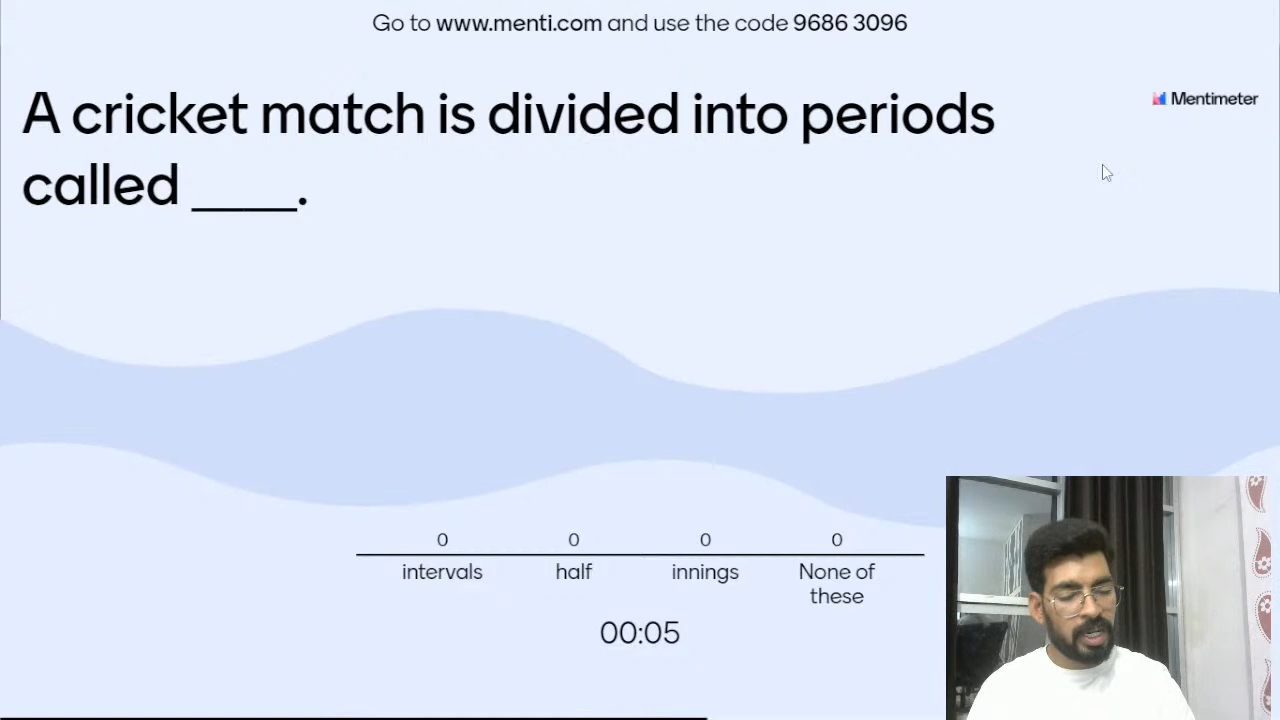 Go to www.menti.com and use the code 9686 3096
Mentimeter
A cricket match is divided into periods
called ____.
0 0 0 0
intervals half innings None of
these
00:05